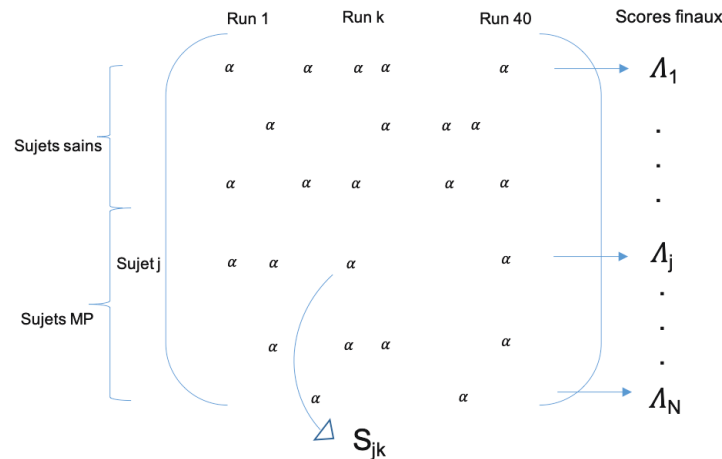 Run 1 Run k Run 40 Scores finaux
α α α α α Λ1
α α α α
Sujets sains
α α α α α
Sujet j α α α α Λj
Sujets MP
α α α α
α α ΛN
Sjk